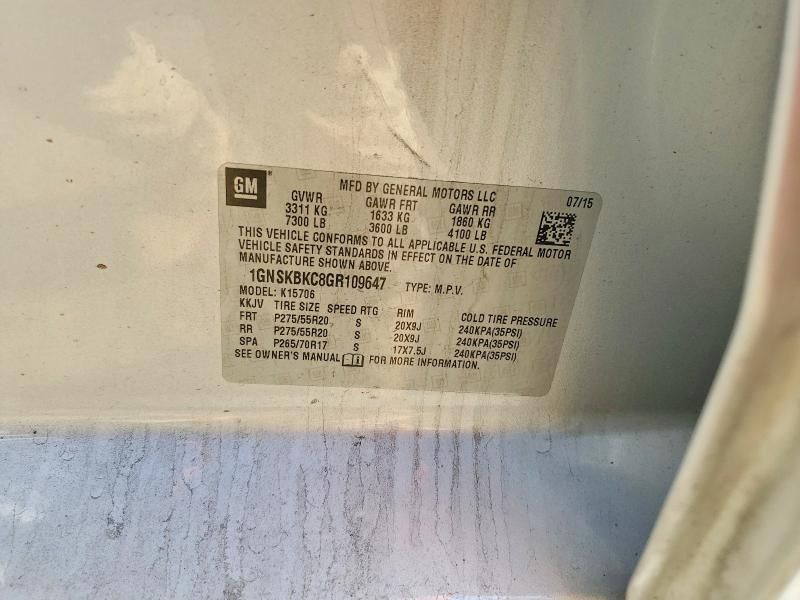 GM
MFD BY GENERAL MOTORS LLC 07/15
GVWR GAWR FRT GAWR RR
3311 KG 1633 KG 1860 KG
7300 LB 3600 LB 4100 LB
THIS VEHICLE CONFORMS TO ALL APPLICABLE U.S. FEDERAL MOTOR
VEHICLE SAFETY STANDARDS IN EFFECT ON THE DATE OF
MANUFACTURE SHOWN ABOVE.
1GNSKBKC8GR109647 TYPE: M.P.V.
MODEL: K15706
KKJV TIRE SIZE SPEED RTG RIM COLD TIRE PRESSURE
FRT P275/55R20 S 20X9J 240KPA(35PSI)
RR P275/55R20 S 20X9J 240KPA(35PSI)
SPA P265/70R17 S 17X7.5J 240KPA(35PSI)
SEE OWNER'S MANUAL FOR MORE INFORMATION.